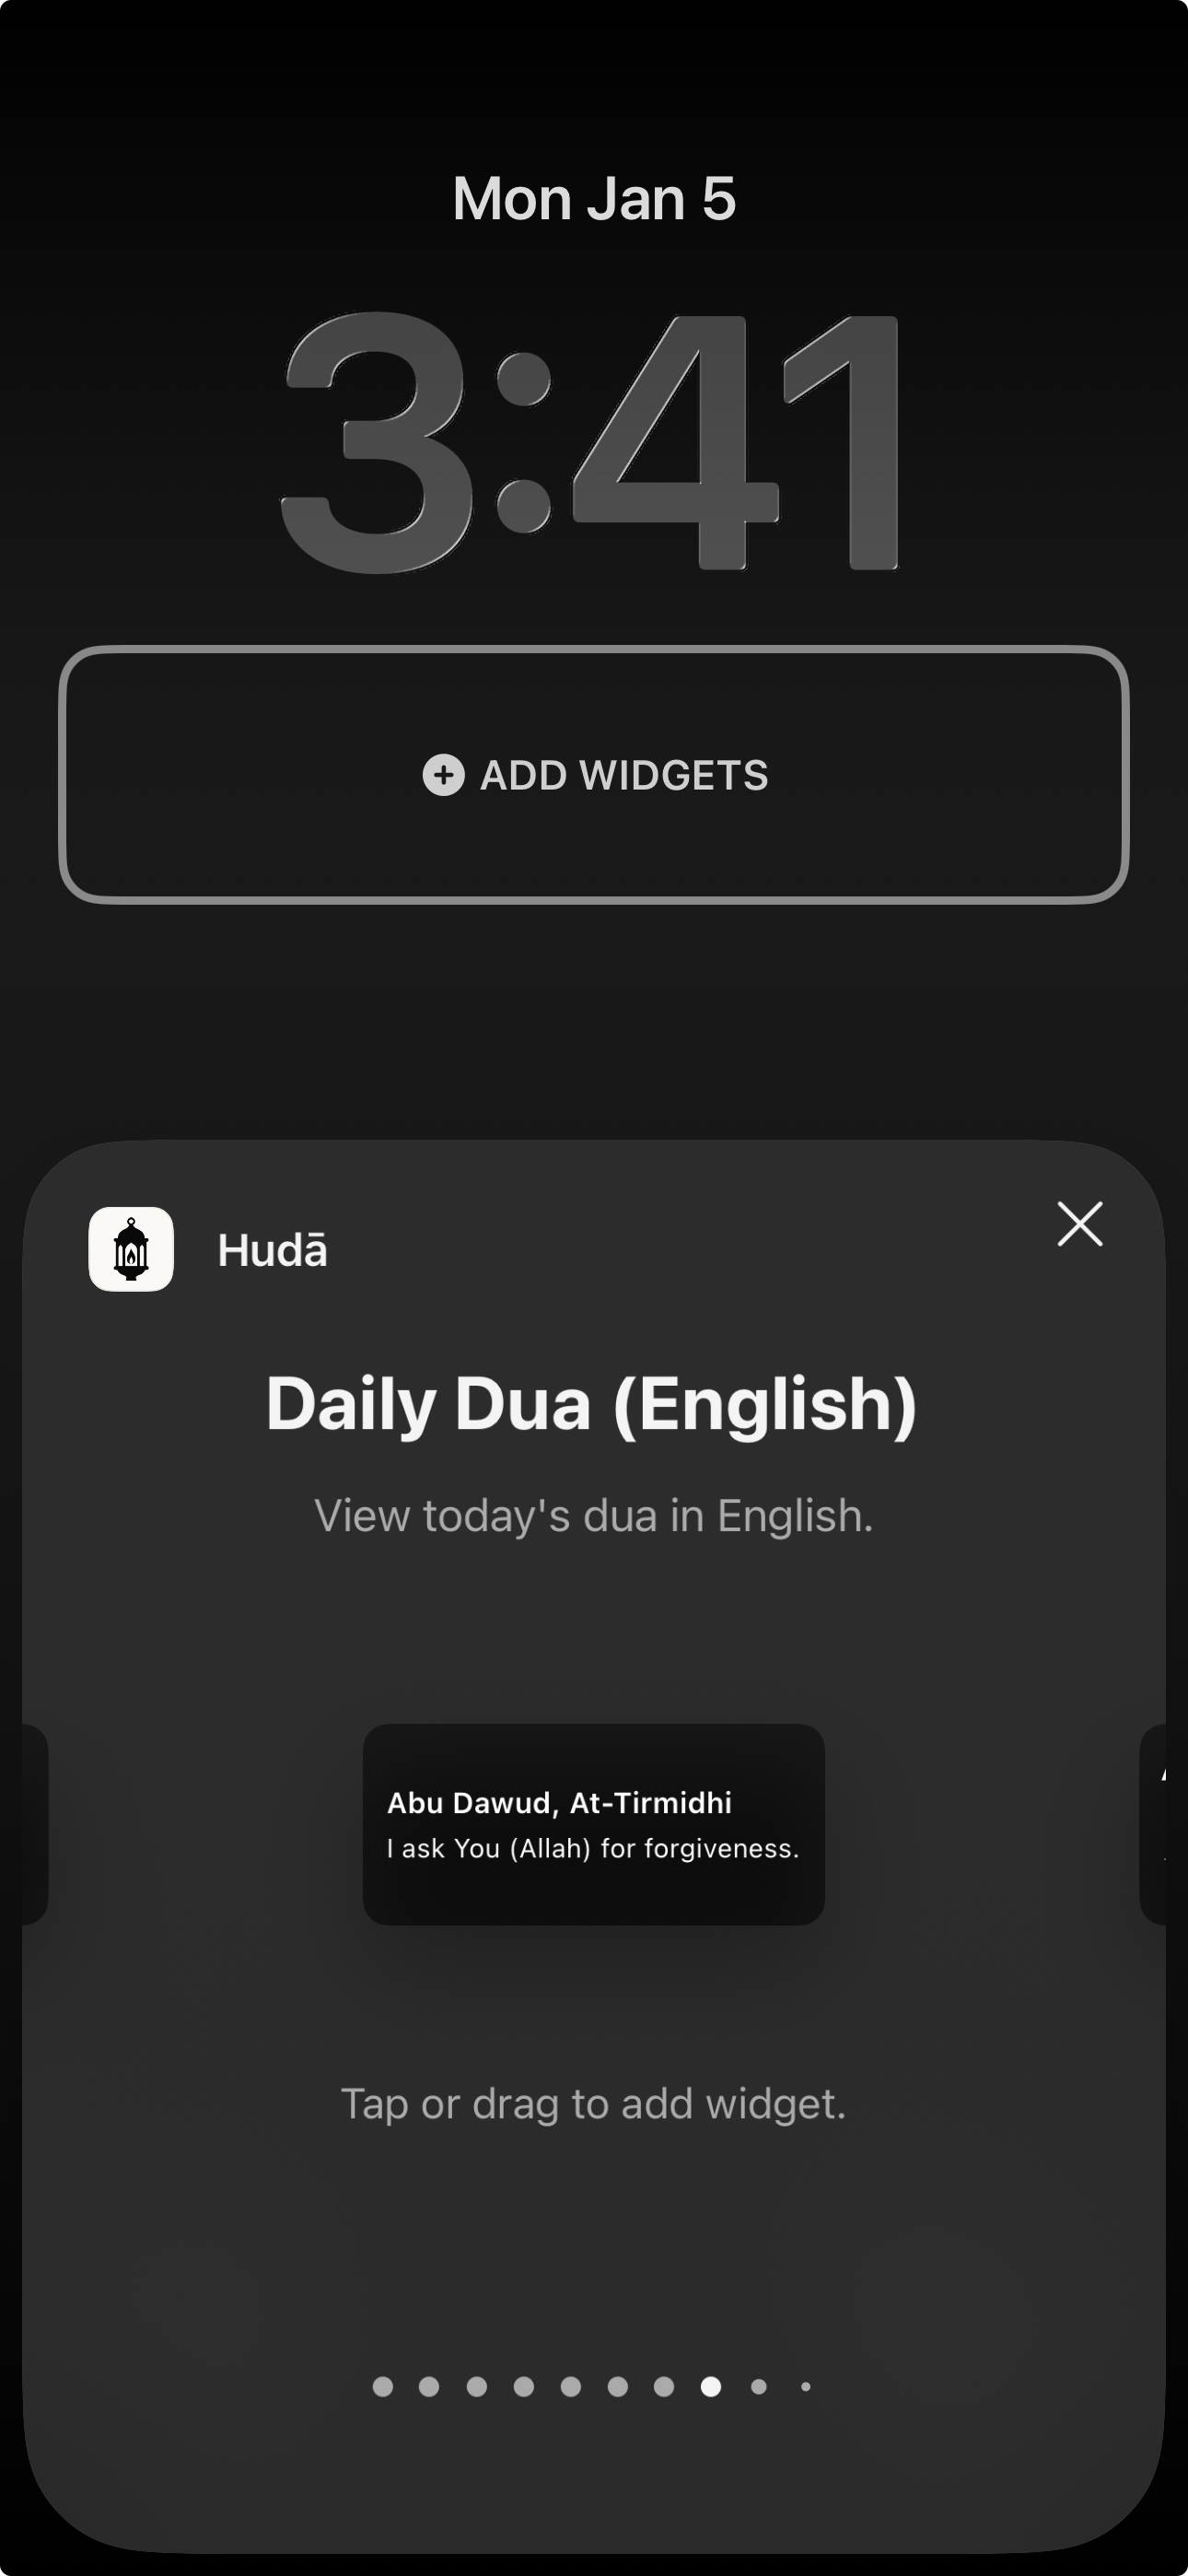 Mon Jan 5
3:41
ADD WIDGETS
Hudā
Daily Dua (English)
View today's dua in English.
Abu Dawud, At-Tirmidhi
I ask You (Allah) for forgiveness.
Tap or drag to add widget.